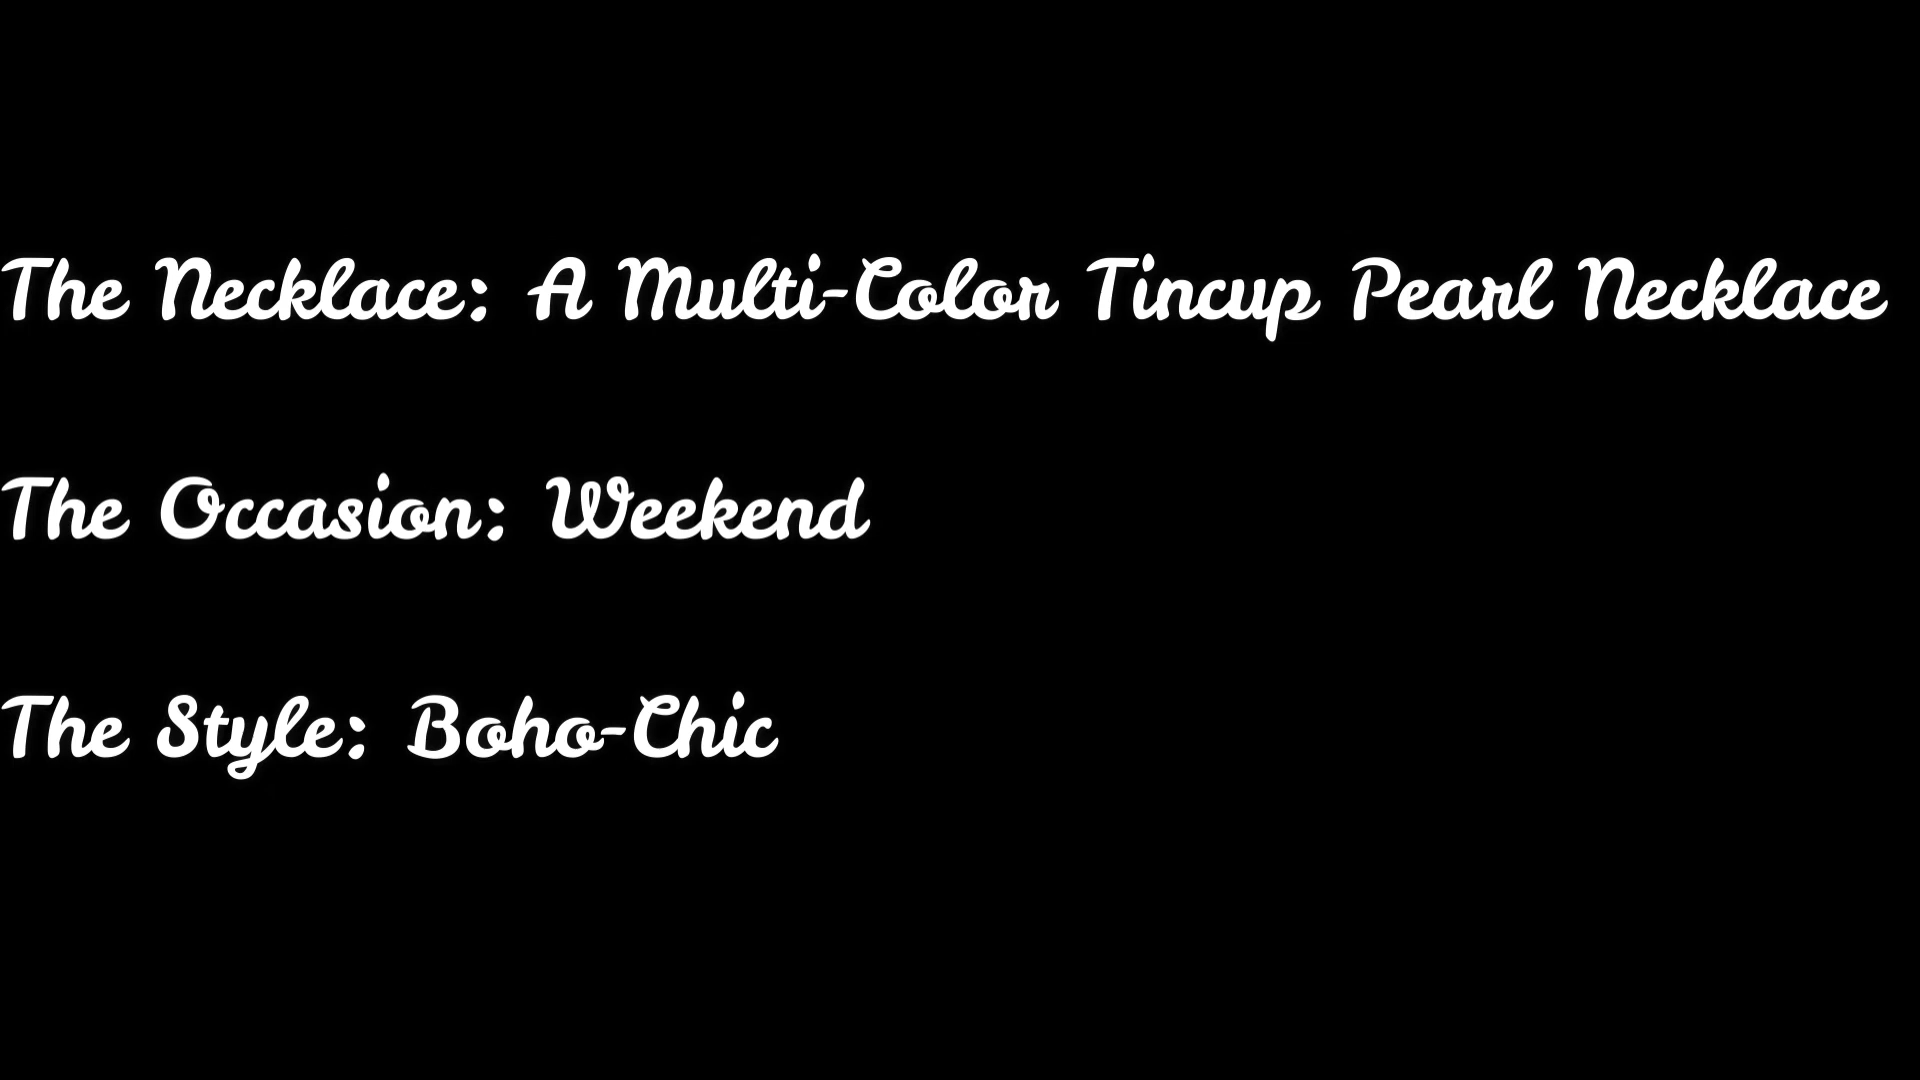 The Necklace: A Multi-Color Tincup Pearl Necklace
The Occasion: Weekend
The Style: Boho-Chic